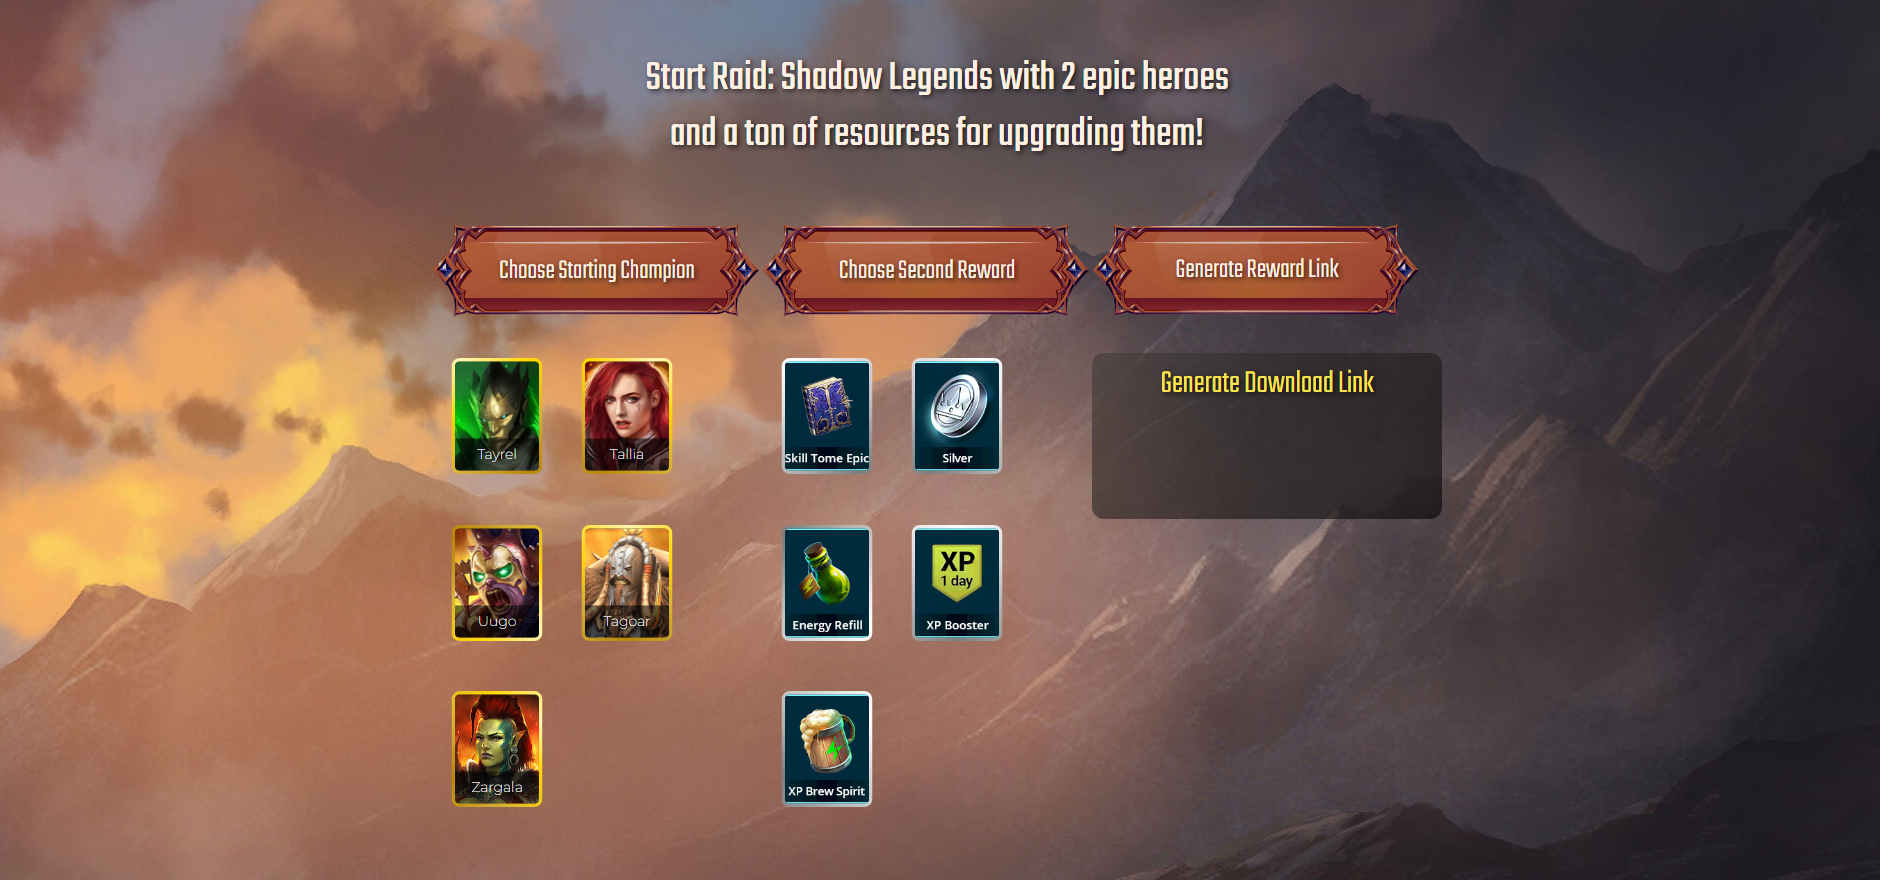 Start Raid: Shadow Legends with 2 epic heroes
and a ton of resources for upgrading them!
Choose Starting Champion
Choose Second Reward
Generate Reward Link
Tayrel
Tallia
Uugo
Tagoar
Zargala
Skill Tome Epic
Silver
XP
1 day
Energy Refill
XP Booster
XP Brew Spirit
Generate Download Link